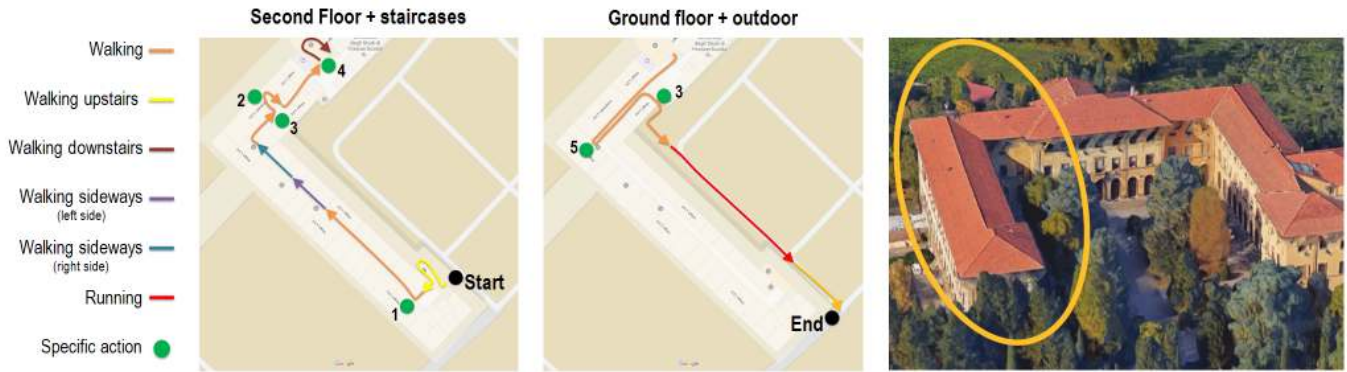 Second Floor + staircases
Ground floor + outdoor
Walking
Walking upstairs
Walking downstairs
Walking sideways
(left side)
Walking sideways
(right side)
Running
Specific action
4
2
3
Start
1
3
5
End